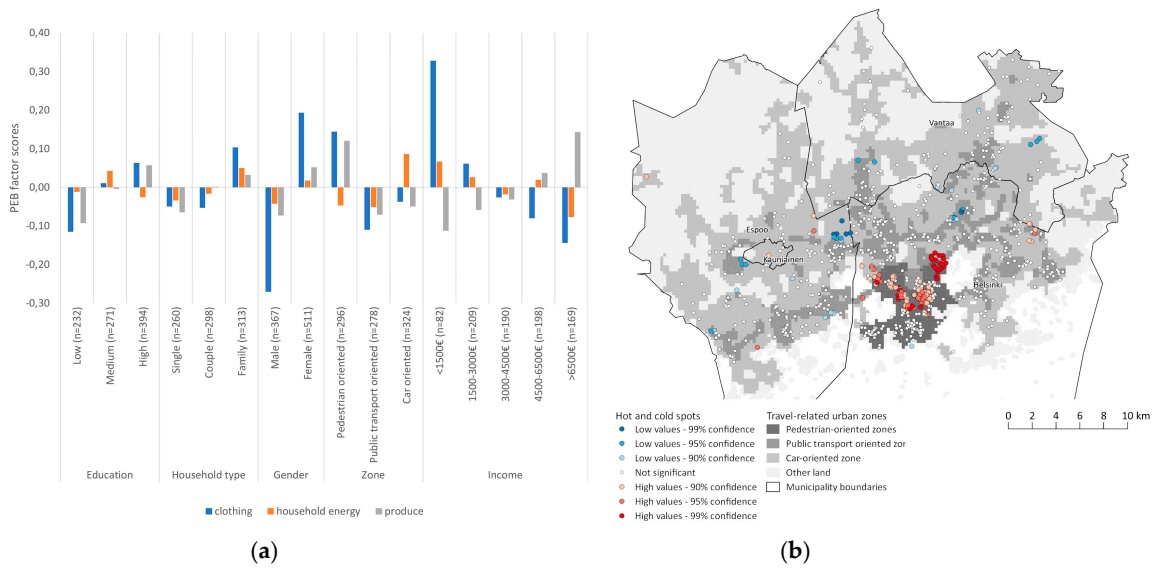 0,40
0,30
0,20
0,10
0,00
-0,10
-0,20
-0,30
PEB factor scores
Low (n=232)
Medium (n=271)
High (n=394)
Single (n=260)
Couple (n=298)
Family (n=313)
Male (n=367)
Female (n=511)
Pedestrian oriented (n=296)
Public transport oriented (n=278)
Car oriented (n=324)
<1500€ (n=82)
1500-3000€ (n=209)
3000-4500€ (n=190)
4500-6500€ (n=198)
>6500€ (n=169)
Education
Household type
Gender
Zone
Income
clothing
household energy
produce
(a)
Vantaa
Espoo
Kauniainen
Helsinki
Hot and cold spots
Low values - 99% confidence
Low values - 95% confidence
Low values - 90% confidence
Not significant
High values - 90% confidence
High values - 95% confidence
High values - 99% confidence
Travel-related urban zones
Pedestrian-oriented zones
Public transport oriented zor
Car-oriented zone
Other land
Municipality boundaries
0 2 4 6 8 10 km
(b)